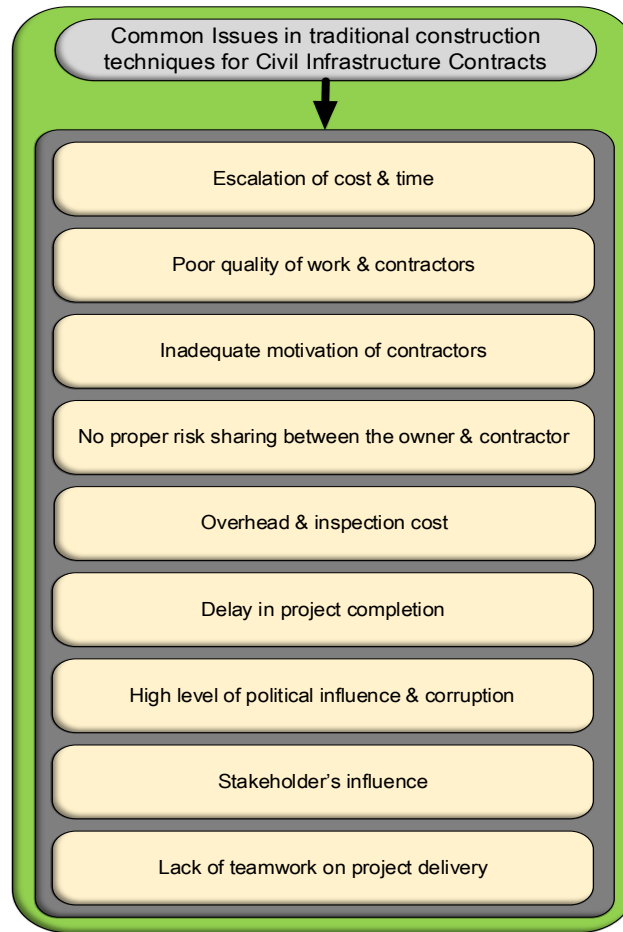 Common Issues in traditional construction
techniques for Civil Infrastructure Contracts
Escalation of cost & time
Poor quality of work & contractors
Inadequate motivation of contractors
No proper risk sharing between the owner & contractor
Overhead & inspection cost
Delay in project completion
High level of political influence & corruption
Stakeholder’s influence
Lack of teamwork on project delivery